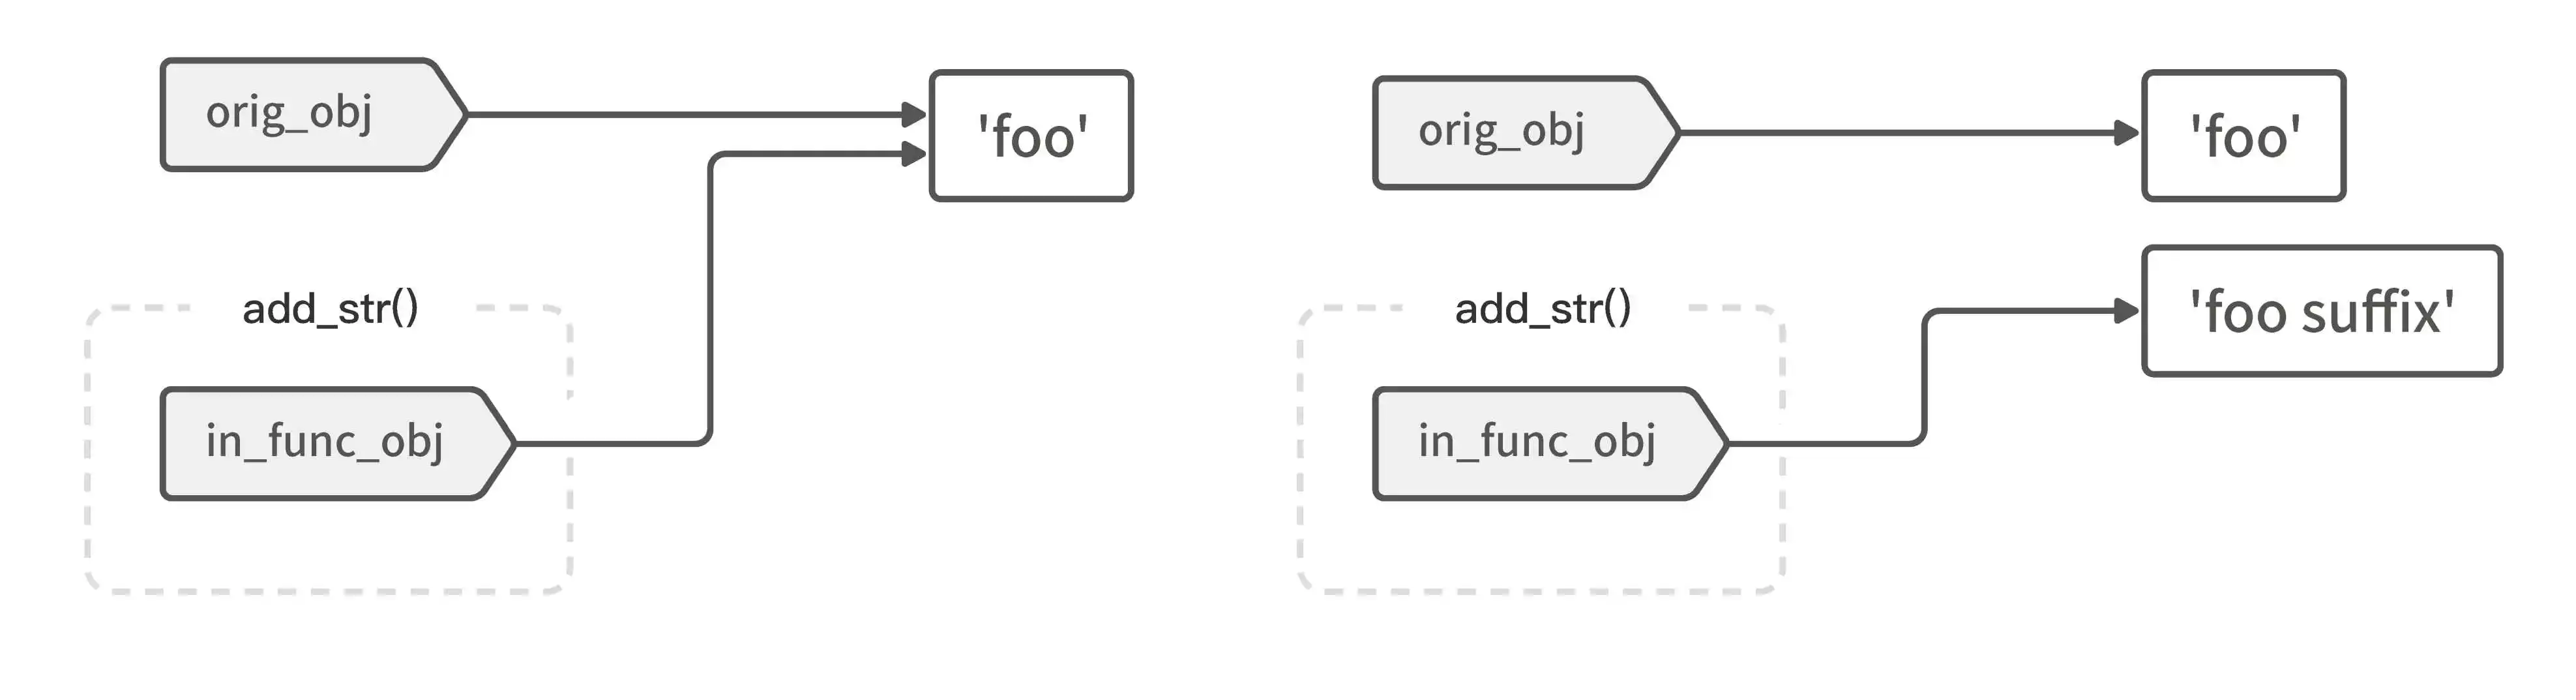 orig_obj
'foo'
add_str()
in_func_obj
orig_obj
'foo'
add_str()
'foo suffix'
in_func_obj